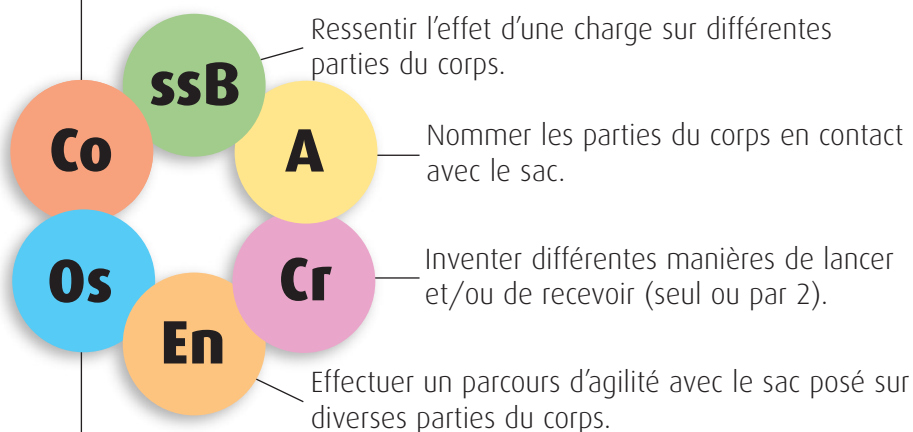 ssB
Ressentir l'effet d'une charge sur différentes
parties du corps.
Co
A
Nommer les parties du corps en contact
avec le sac.
Os
Cr
Inventer différentes manières de lancer
et/ou de recevoir (seul ou par 2).
En
Effectuer un parcours d'agilité avec le sac posé sur
diverses parties du corps.